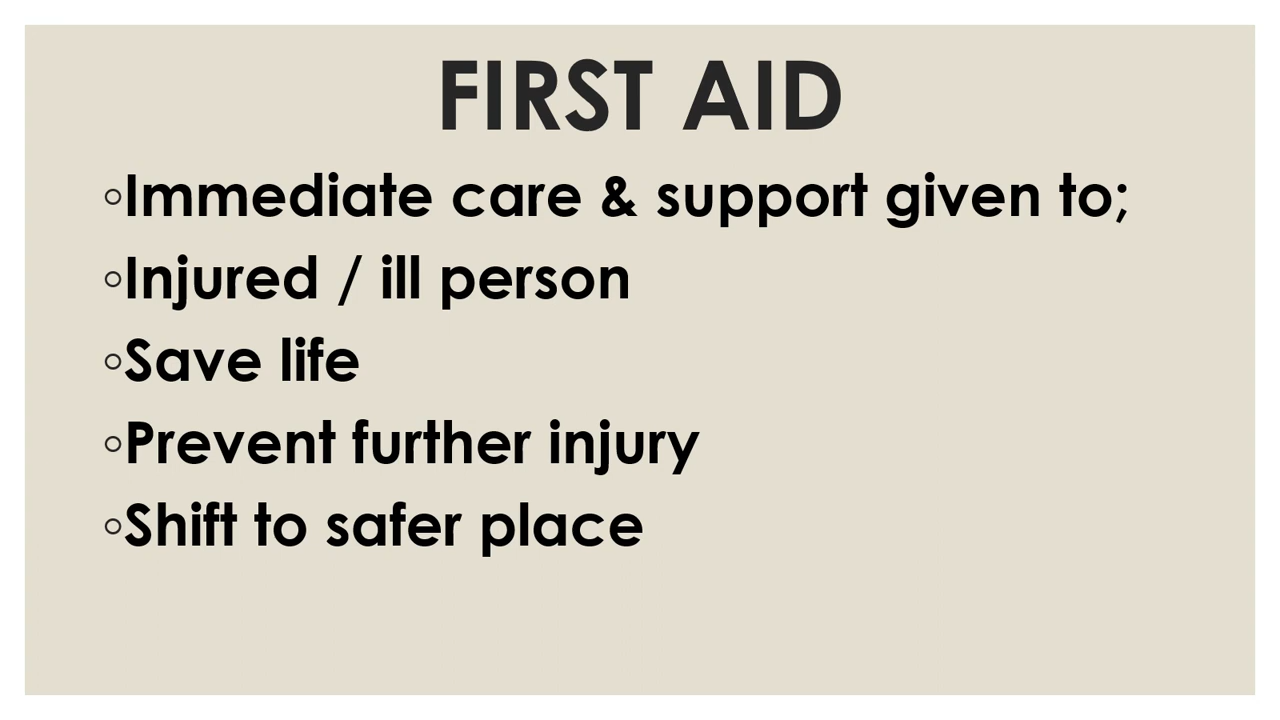 FIRST AID
◦Immediate care & support given to;
◦Injured / ill person
◦Save life
◦Prevent further injury
◦Shift to safer place